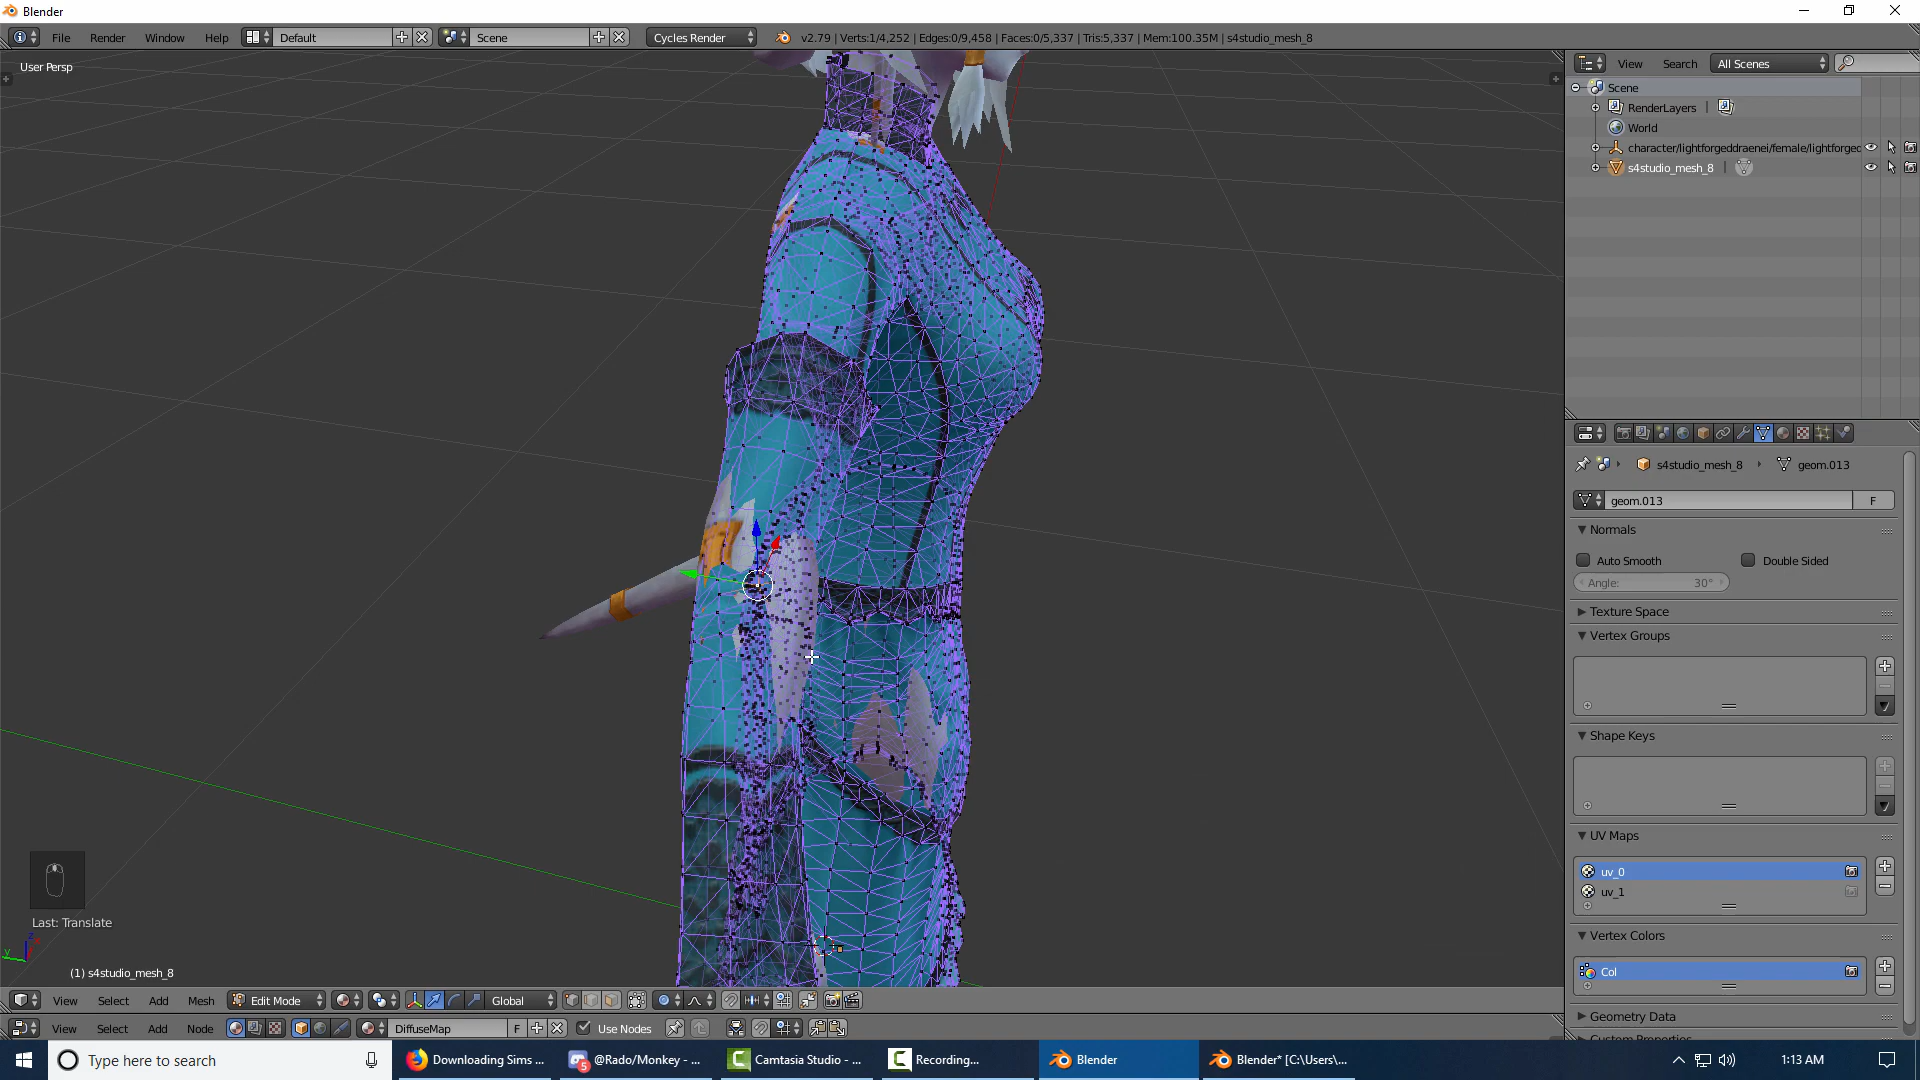 Blender
File Render Window Help Default Scene Cycles Render v2.79 | Verts:1/4,252 | Edges:0/9,458 | Faces:0/5,337 | Tris:5,337 | Mem:100.35M | s4studio_mesh_8
User Persp
View Search All Scenes
Scene
RenderLayers |
World
character/lightforgeddraenei/female/lightforged
s4studio_mesh_8 |
s4studio_mesh_8 geom.013
geom.013 F
Normals
Auto Smooth Double Sided
Angle: 30°
Texture Space
Vertex Groups
Shape Keys
UV Maps
uv_0
uv_1
Vertex Colors
Col
Geometry Data
Custom Properties
Last: Translate
z
y
(1) s4studio_mesh_8
View Select Add Mesh Edit Mode Global
View Select Add Node DiffuseMap F Use Nodes
Type here to search Downloading Sims ... 5 @Rado/Monkey - ... Camtasia Studio - ... Recording... Blender Blender* [C:\Users\... 1:13 AM